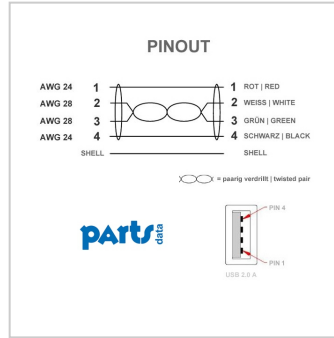 PINOUT
AWG 24 1 1 ROT | RED
AWG 28 2 2 WEISS | WHITE
AWG 28 3 3 GRÜN | GREEN
AWG 24 4 4 SCHWARZ | BLACK
SHELL SHELL
= paarig verdrillt | twisted pair
parts data
PIN 4
PIN 1
USB 2.0 A